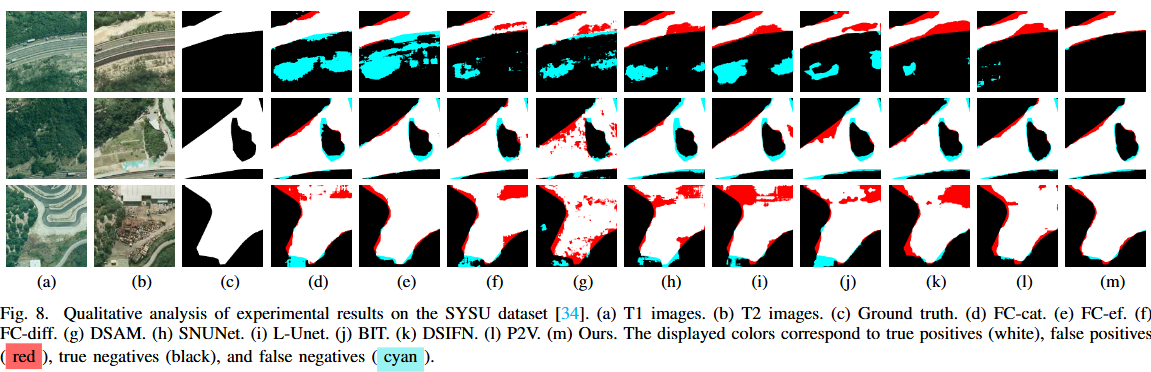 (a) (b) (c) (d) (e) (f) (g) (h) (i) (j) (k) (l) (m)
Fig. 8. Qualitative analysis of experimental results on the SYSU dataset [34]. (a) T1 images. (b) T2 images. (c) Ground truth. (d) FC-cat. (e) FC-ef. (f)
FC-diff. (g) DSAM. (h) SNUNet. (i) L-Unet. (j) BIT. (k) DSIFN. (l) P2V. (m) Ours. The displayed colors correspond to true positives (white), false positives
( red ), true negatives (black), and false negatives ( cyan ).